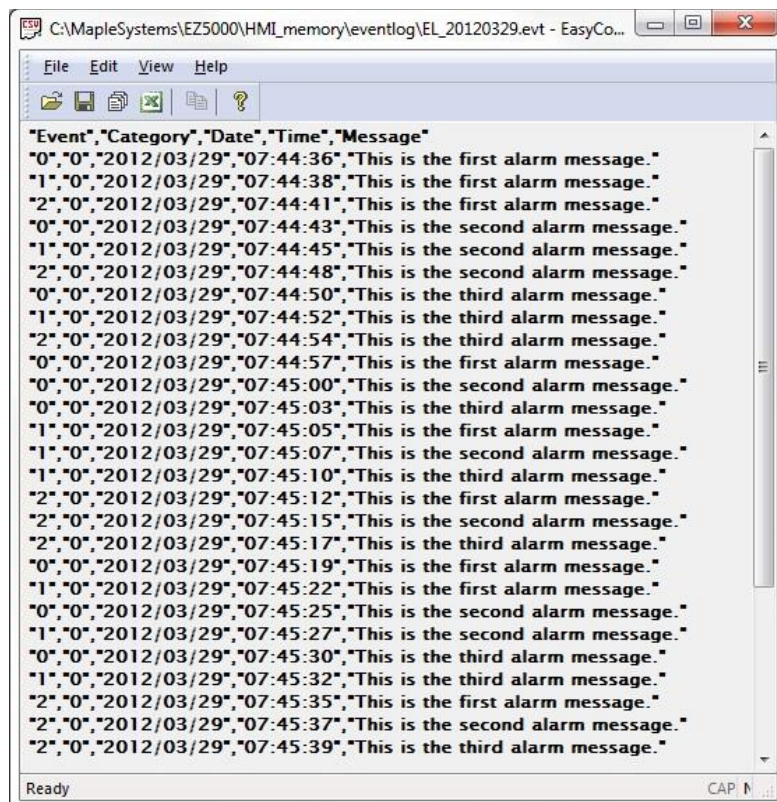 C:\MapleSystems\EZ5000\HMI_memory\eventlog\EL_20120329.evt - EasyCo...
File Edit View Help
"Event","Category","Date","Time","Message"
"0","0","2012/03/29","07:44:36","This is the first alarm message."
"1","0","2012/03/29","07:44:38","This is the first alarm message."
"2","0","2012/03/29","07:44:41","This is the first alarm message."
"0","0","2012/03/29","07:44:43","This is the second alarm message."
"1","0","2012/03/29","07:44:45","This is the second alarm message."
"2","0","2012/03/29","07:44:48","This is the second alarm message."
"0","0","2012/03/29","07:44:50","This is the third alarm message."
"1","0","2012/03/29","07:44:52","This is the third alarm message."
"2","0","2012/03/29","07:44:54","This is the third alarm message."
"0","0","2012/03/29","07:44:57","This is the first alarm message."
"0","0","2012/03/29","07:45:00","This is the second alarm message."
"0","0","2012/03/29","07:45:03","This is the third alarm message."
"1","0","2012/03/29","07:45:05","This is the first alarm message."
"1","0","2012/03/29","07:45:07","This is the second alarm message."
"1","0","2012/03/29","07:45:10","This is the third alarm message."
"2","0","2012/03/29","07:45:12","This is the first alarm message."
"2","0","2012/03/29","07:45:15","This is the second alarm message."
"2","0","2012/03/29","07:45:17","This is the third alarm message."
"0","0","2012/03/29","07:45:19","This is the first alarm message."
"1","0","2012/03/29","07:45:22","This is the first alarm message."
"0","0","2012/03/29","07:45:25","This is the second alarm message."
"1","0","2012/03/29","07:45:27","This is the second alarm message."
"0","0","2012/03/29","07:45:30","This is the third alarm message."
"1","0","2012/03/29","07:45:32","This is the third alarm message."
"2","0","2012/03/29","07:45:35","This is the first alarm message."
"2","0","2012/03/29","07:45:37","This is the second alarm message."
"2","0","2012/03/29","07:45:39","This is the third alarm message."
Ready CAP N